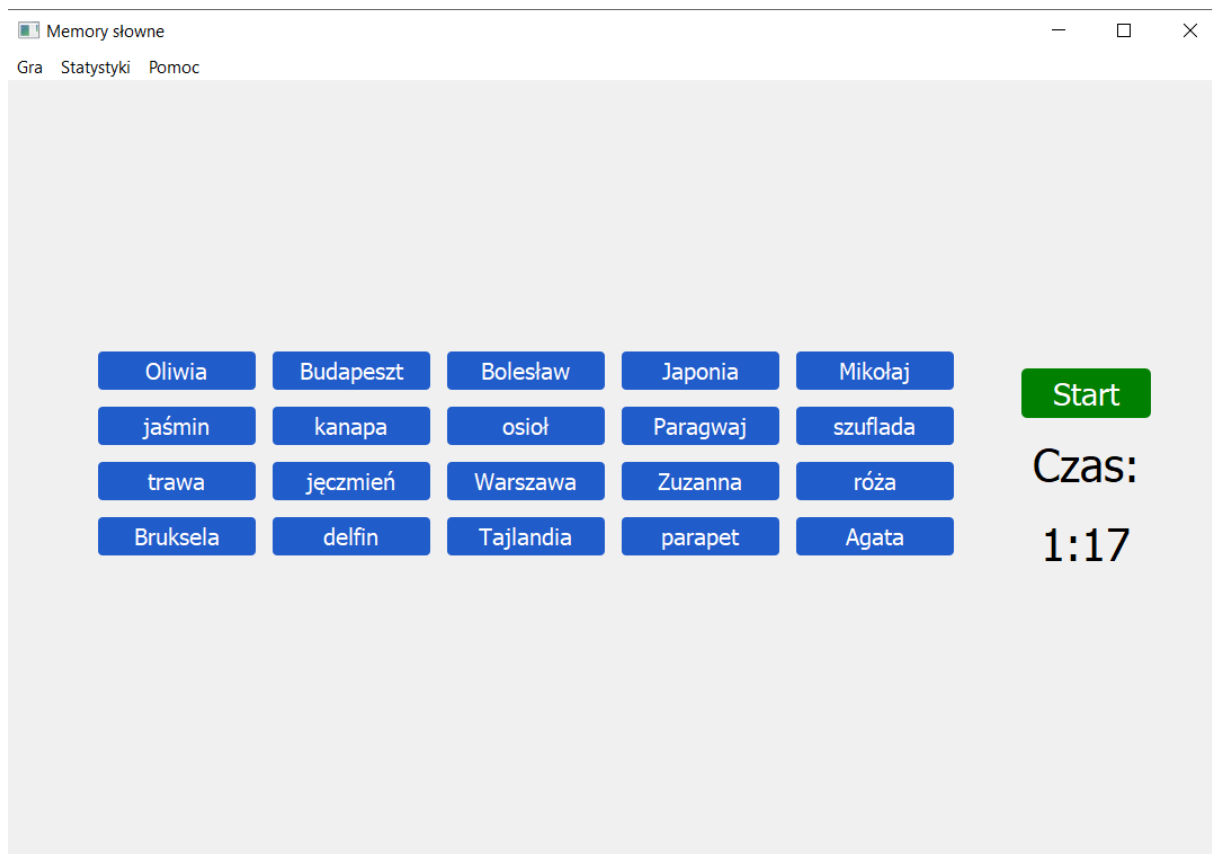 Memory słowne
Gra Statystyki Pomoc
Oliwia Budapeszt Bolesław Japonia Mikołaj
jaśmin kanapa osioł Paragwaj szuflada
trawa jęczmień Warszawa Zuzanna róża
Bruksela delfin Tajlandia parapet Agata
Start
Czas:
1:17